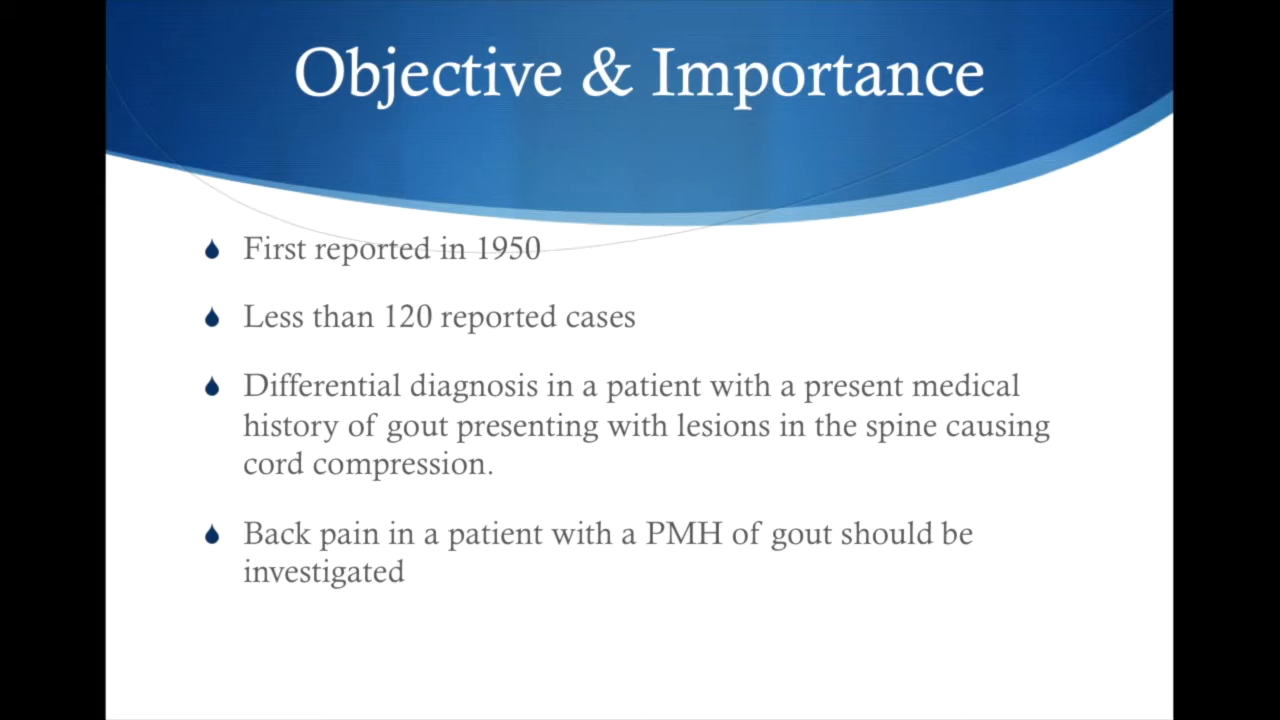 Objective & Importance
First reported in 1950
Less than 120 reported cases
Differential diagnosis in a patient with a present medical
history of gout presenting with lesions in the spine causing
cord compression.
Back pain in a patient with a PMH of gout should be
investigated